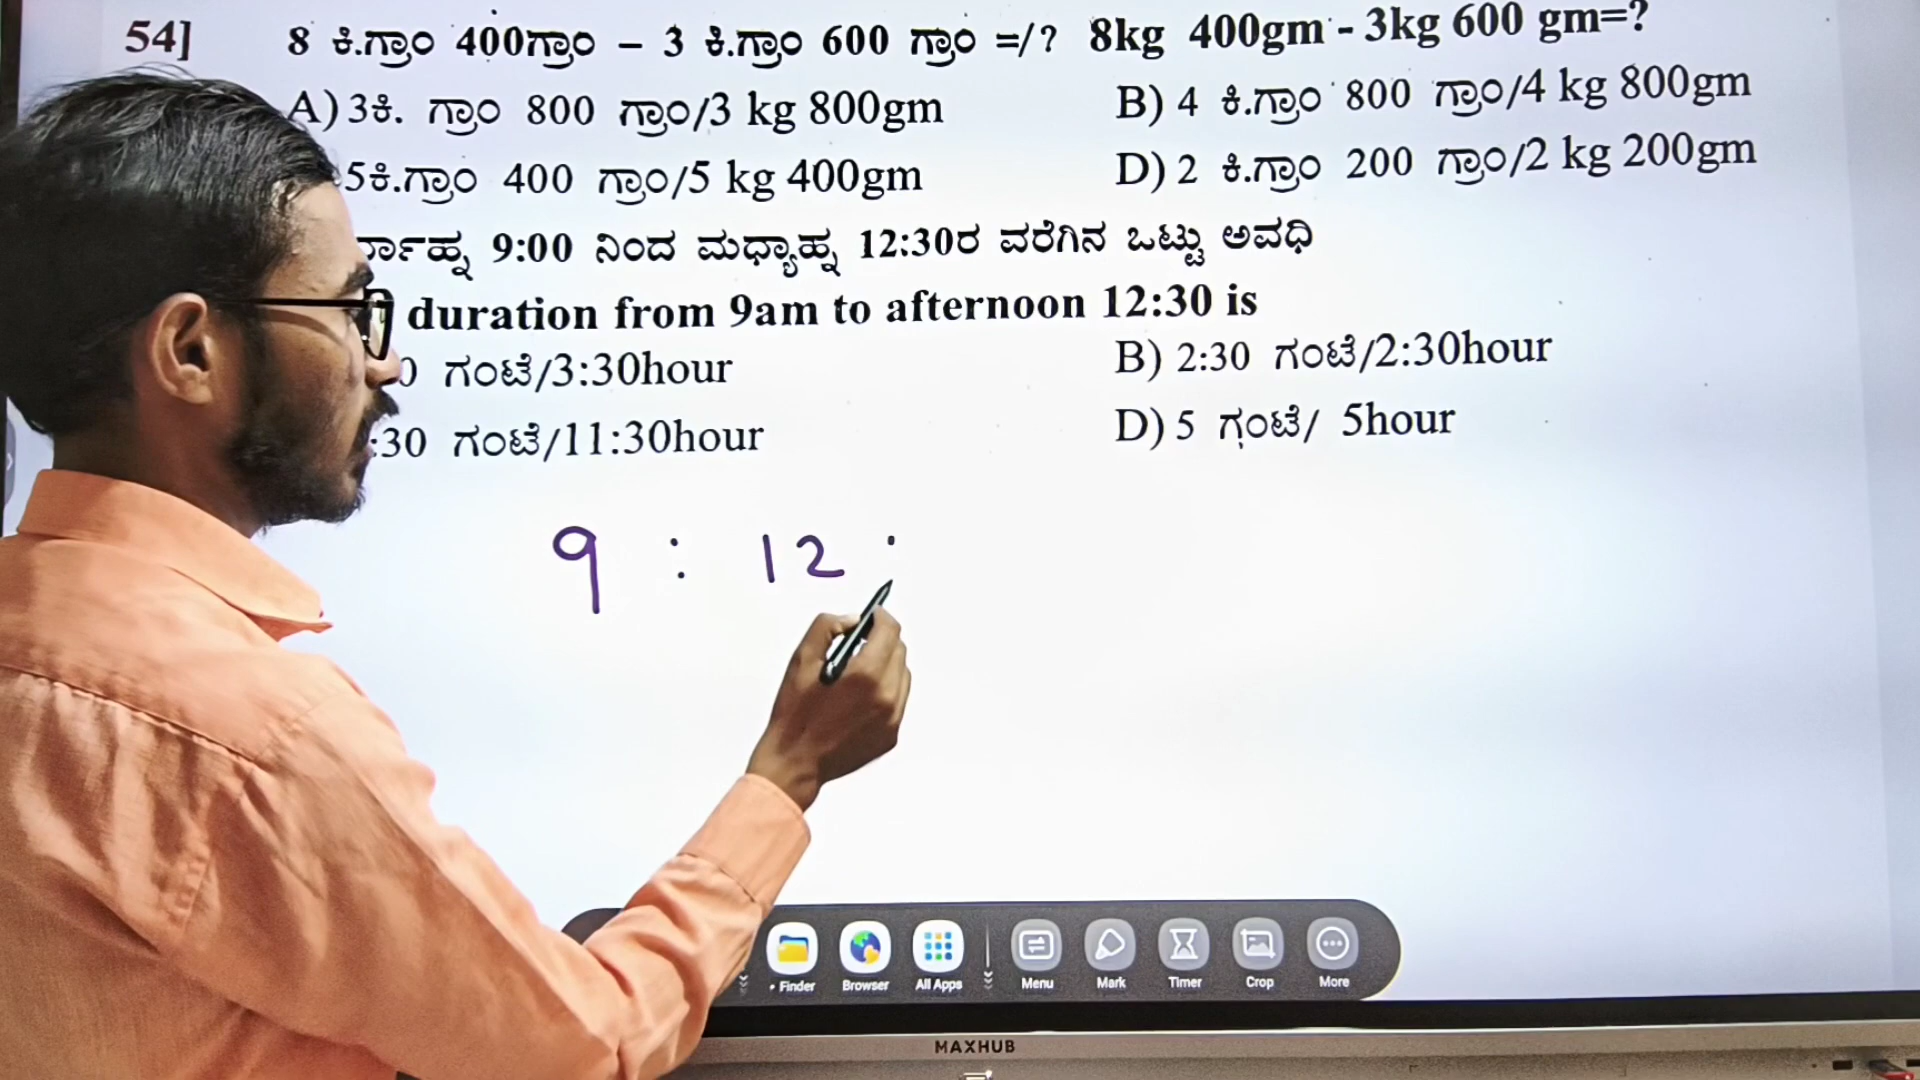 54] 8 ಕಿ.ಗ್ರಾಂ 400ಗ್ರಾಂ – 3 ಕಿ.ಗ್ರಾಂ 600 ಗ್ರಾಂ =/? 8kg 400gm - 3kg 600 gm=?
A) 3ಕಿ. ಗ್ರಾಂ 800 ಗ್ರಾಂ/3 kg 800gm B) 4 ಕಿ.ಗ್ರಾಂ 800 ಗ್ರಾಂ/4 kg 800gm
5ಕಿ.ಗ್ರಾಂ 400 ಗ್ರಾಂ/5 kg 400gm D) 2 ಕಿ.ಗ್ರಾಂ 200 ಗ್ರಾಂ/2 kg 200gm
9:00 ನಿಂದ ಮಧ್ಯಾಹ್ನ 12:30ರ ವರೆಗಿನ ಒಟ್ಟು ಅವಧಿ
duration from 9am to afternoon 12:30 is
0 ಗಂಟೆ/3:30hour B) 2:30 ಗಂಟೆ/2:30hour
:30 ಗಂಟೆ/11:30hour D) 5 ಗಂಟೆ/ 5hour
9 : 12 :
Finder Browser All Apps Menu Mark Timer Crop More
MAXHUB